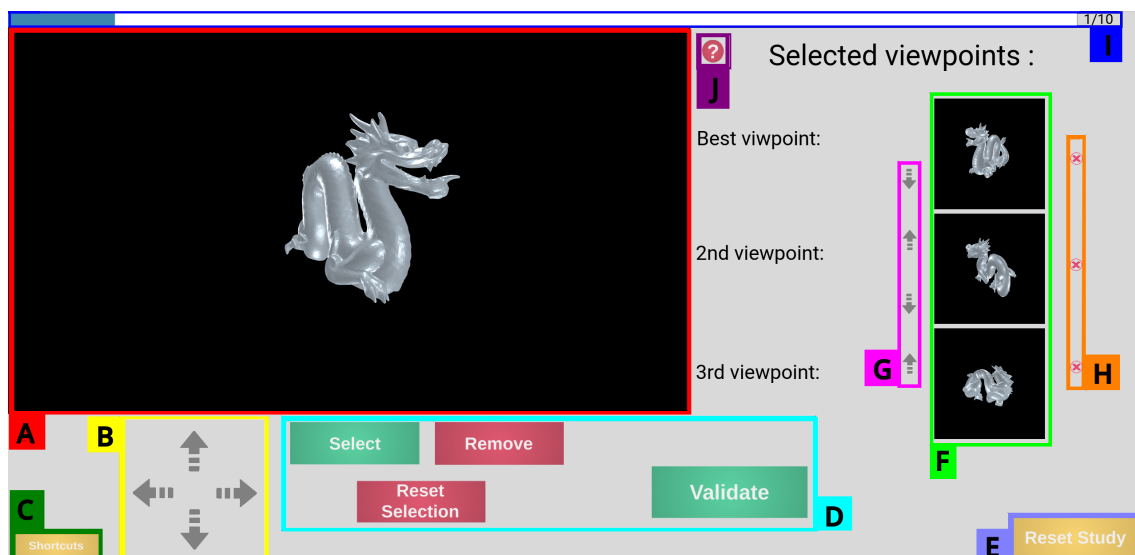 1/10
I
?
J
Selected viewpoints :
Best viwpoint:
2nd viewpoint:
3rd viewpoint:
G
H
F
A
B
C
Shortcuts
Select
Remove
Reset
Selection
Validate
D
E
Reset Study